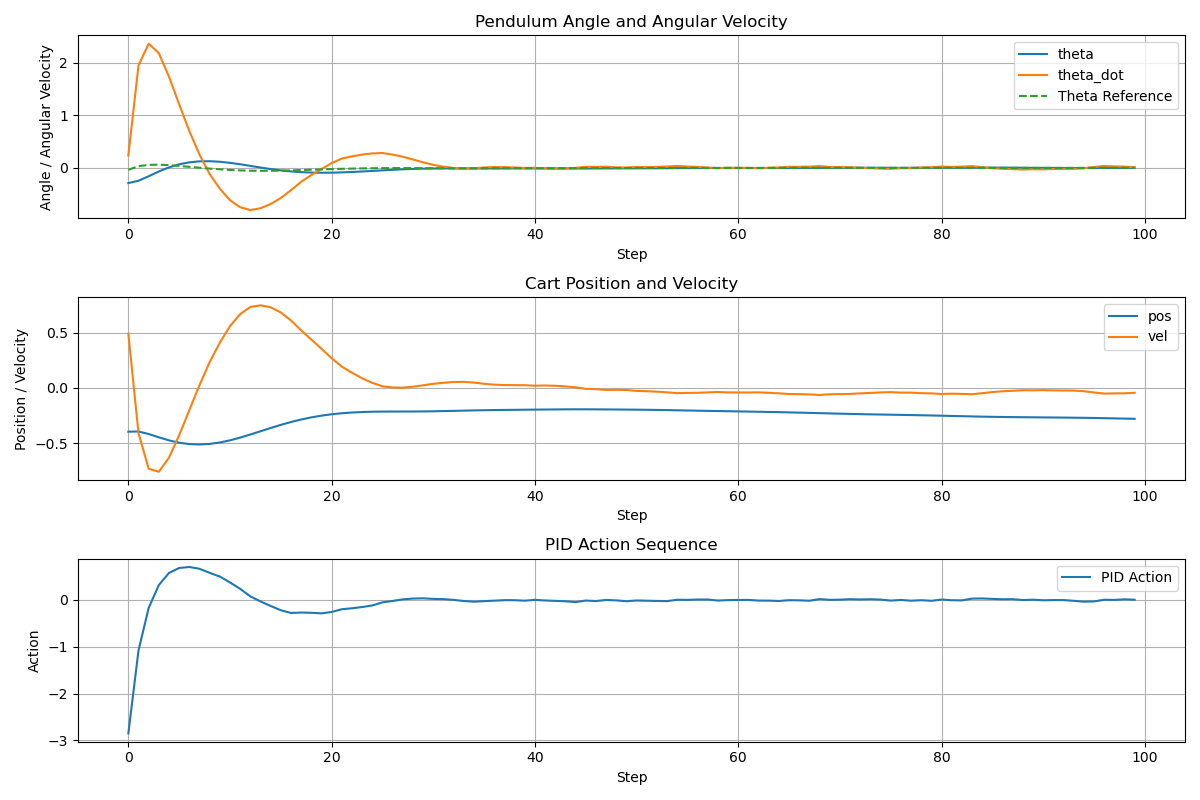 Pendulum Angle and Angular Velocity
Angle / Angular Velocity
2
1
0
theta
theta_dot
Theta Reference
0 20 40 60 80 100
Step
Cart Position and Velocity
Position / Velocity
0.5
0.0
−0.5
pos
vel
0 20 40 60 80 100
Step
PID Action Sequence
Action
0
−1
−2
−3
PID Action
0 20 40 60 80 100
Step